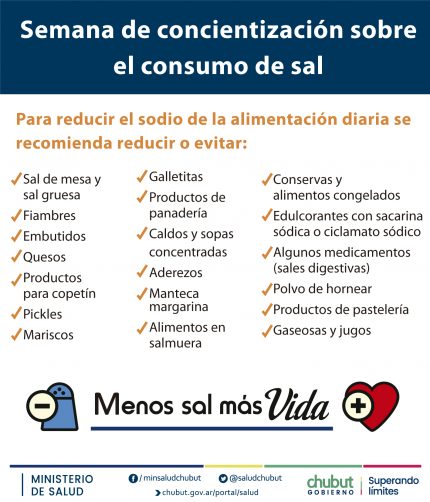 Semana de concientización sobre
el consumo de sal
Para reducir el sodio de la alimentación diaria se
recomienda reducir o evitar:
Sal de mesa y
sal gruesa
Fiambres
Embutidos
Quesos
Productos
para copetín
Pickles
Mariscos
Galletitas
Productos de
panadería
Caldos y sopas
concentradas
Aderezos
Manteca
margarina
Alimentos en
salmuera
Conservas y
alimentos congelados
Edulcorantes con sacarina
sódica o ciclamato sódico
Algunos medicamentos
(sales digestivas)
Polvo de hornear
Productos de pastelería
Gaseosas y jugos
Menos sal más Vida
MINISTERIO
DE SALUD
/minsaludchubut
@saludchubut
> chubut.gov.ar/portal/salud
chubut
GOBIERNO
Superando
límites